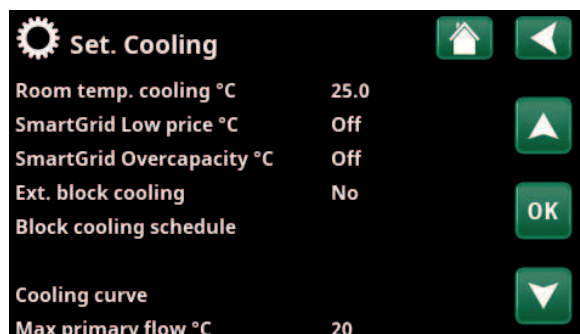 Set. Cooling
Room temp. cooling °C 25.0
SmartGrid Low price °C Off
SmartGrid Overcapacity °C Off
Ext. block cooling No
Block cooling schedule
OK
Cooling curve
Max primary flow °C 20